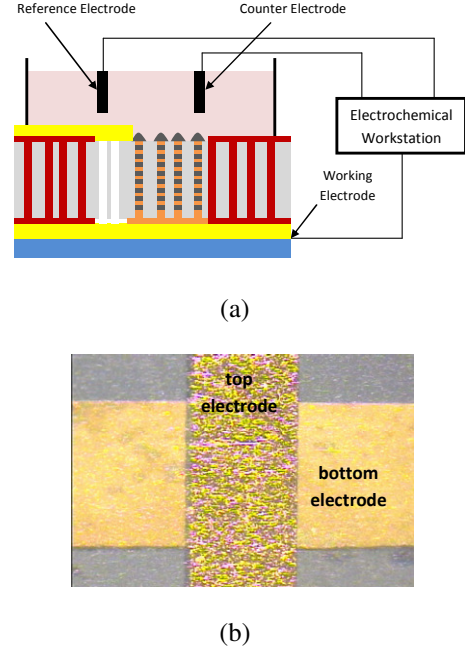 Reference Electrode
Counter Electrode
Electrochemical
Workstation
Working
Electrode
(a)
top
electrode
bottom
electrode
(b)